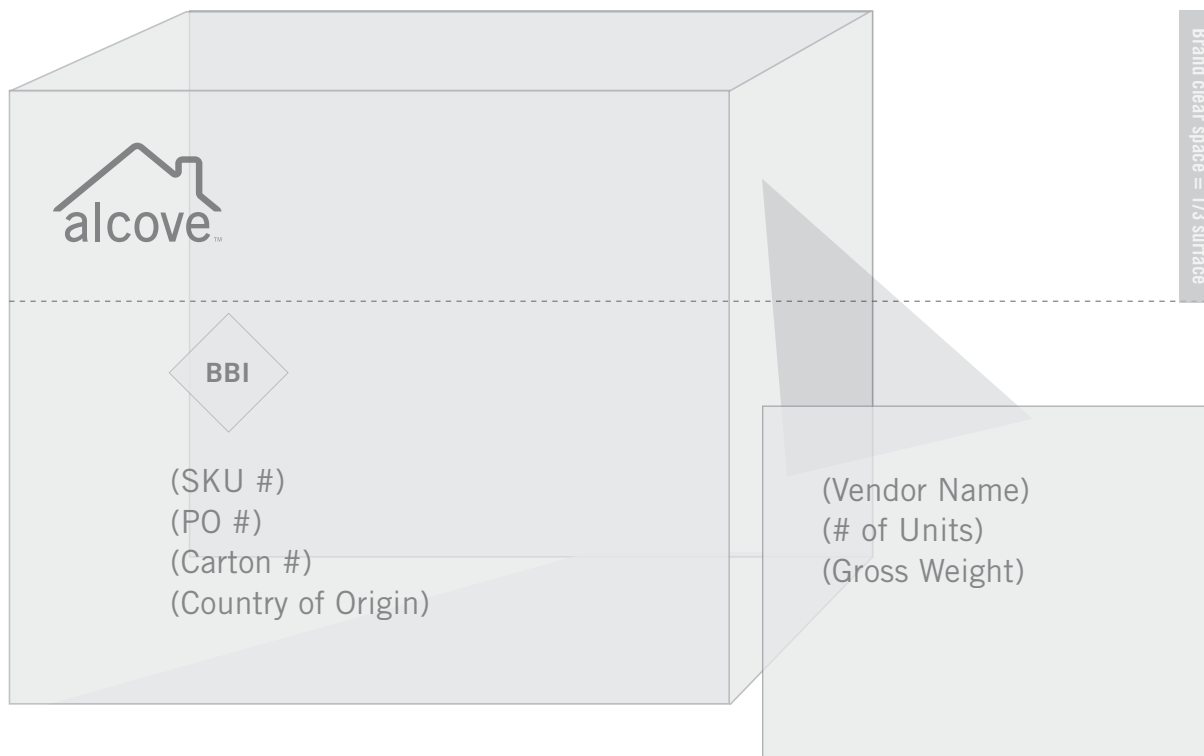 Brand clear space = 1/3 surface
alcove™
BBI
(SKU #)
(PO #)
(Carton #)
(Country of Origin)
(Vendor Name)
(# of Units)
(Gross Weight)